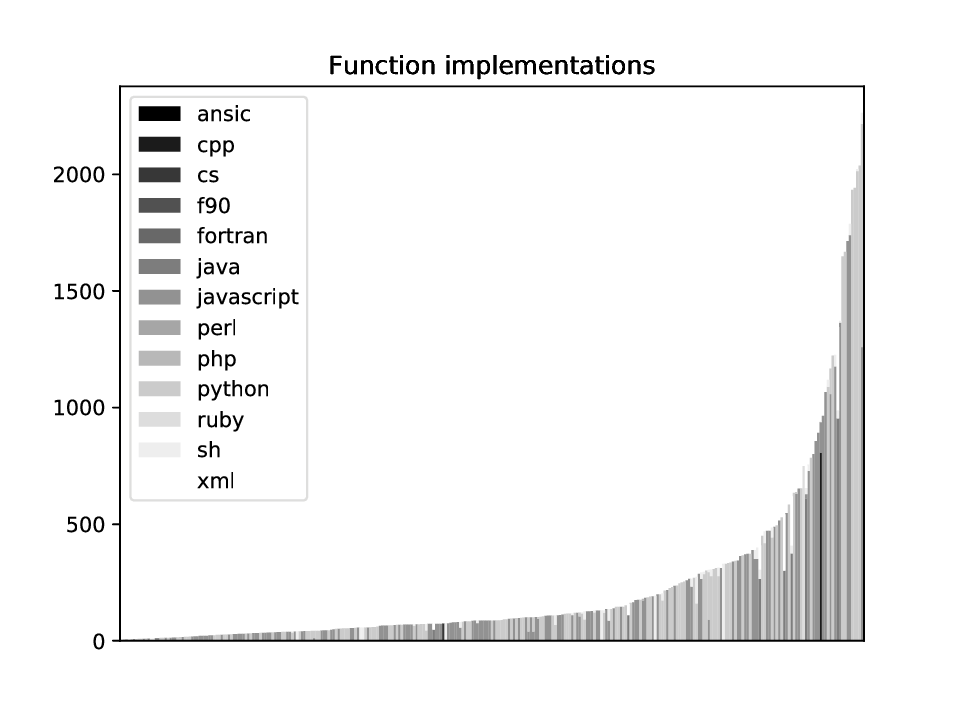 Function implementations
ansic
cpp
cs
f90
fortran
java
javascript
perl
php
python
ruby
sh
xml
2000
1500
1000
500
0